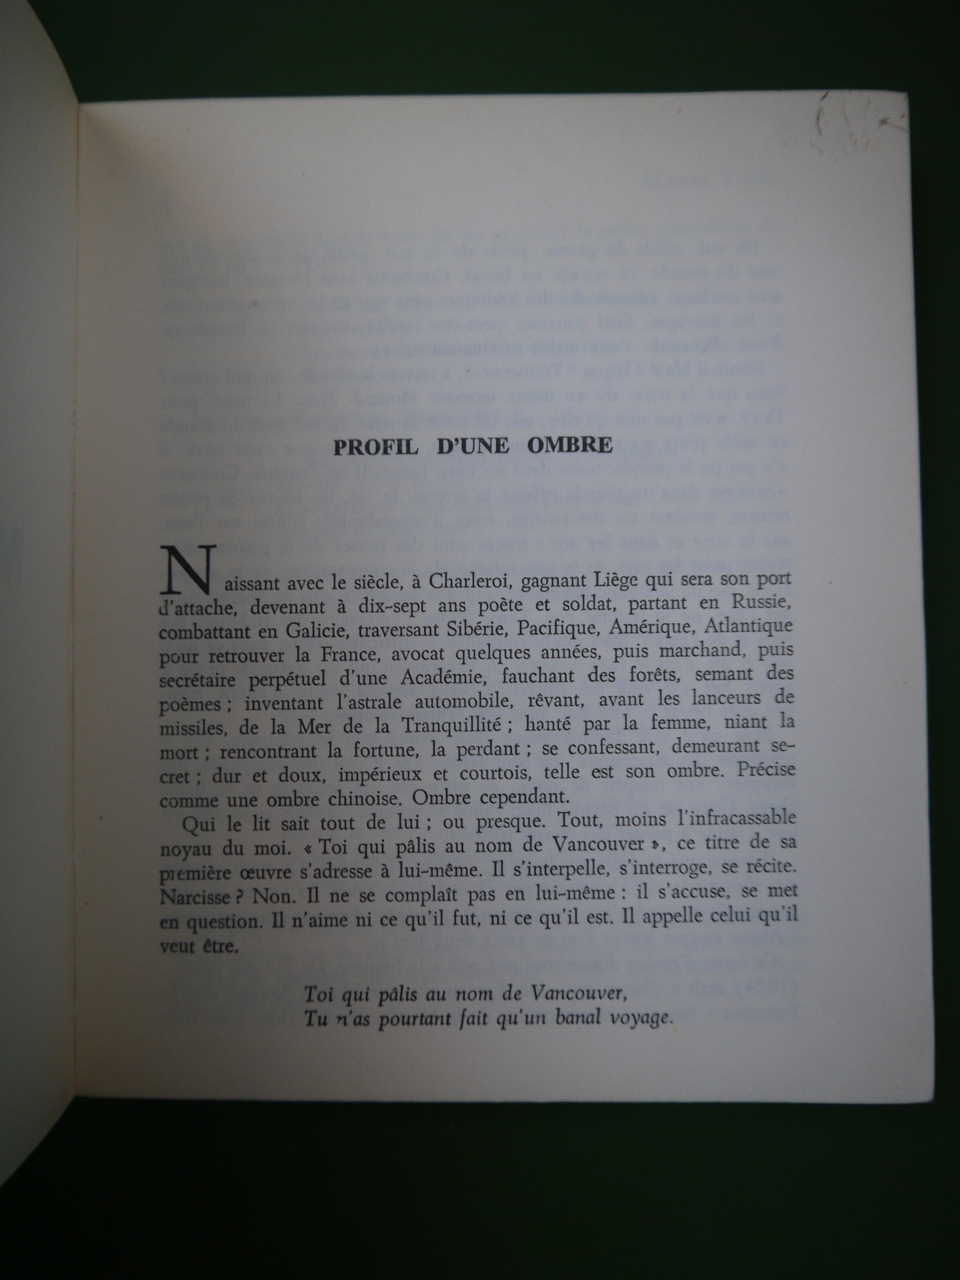 PROFIL D'UNE OMBRE
Naissant avec le siècle, à Charleroi, gagnant Liège qui sera son port
d'attache, devenant à dix-sept ans poète et soldat, partant en Russie,
combattant en Galicie, traversant Sibérie, Pacifique, Amérique, Atlantique
pour retrouver la France, avocat quelques années, puis marchand, puis
secrétaire perpétuel d'une Académie, fauchant des forêts, semant des
poèmes ; inventant l'astrale automobile, rêvant, avant les lanceurs de
missiles, de la Mer de la Tranquillité ; hanté par la femme, niant la
mort ; rencontrant la fortune, la perdant ; se confessant, demeurant se-
cret ; dur et doux, impérieux et courtois, telle est son ombre. Précise
comme une ombre chinoise. Ombre cependant.
Qui le lit sait tout de lui ; ou presque. Tout, moins l'infracassable
noyau du moi. « Toi qui pâlis au nom de Vancouver », ce titre de sa
première œuvre s'adresse à lui-même. Il s'interpelle, s'interroge, se récite.
Narcisse ? Non. Il ne se complaît pas en lui-même : il s'accuse, se met
en question. Il n'aime ni ce qu'il fut, ni ce qu'il est. Il appelle celui qu'il
veut être.
Toi qui pâlis au nom de Vancouver,
Tu n'as pourtant fait qu'un banal voyage.